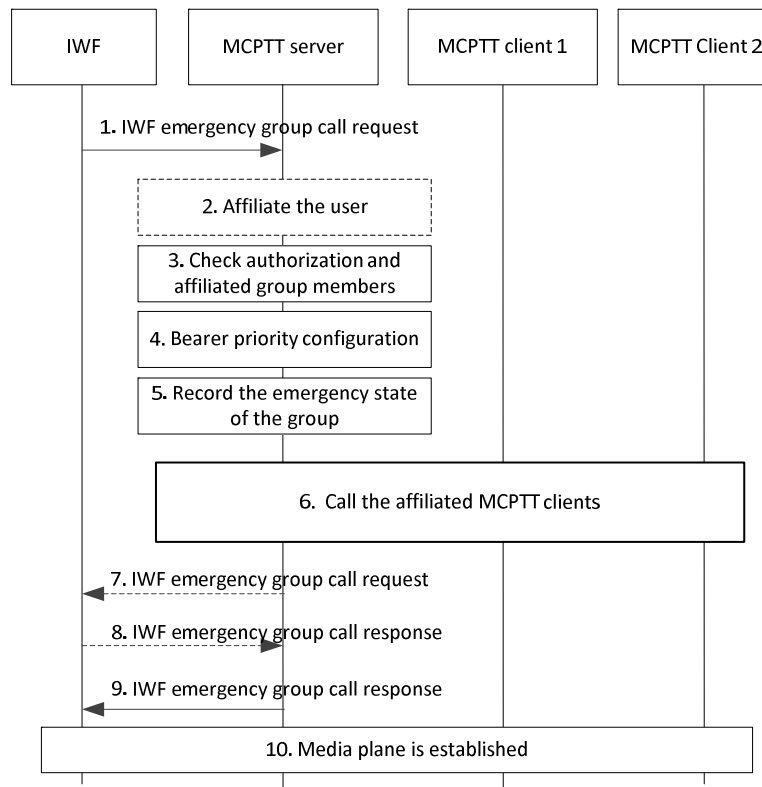 IWF
MCPTT server
MCPTT client 1
MCPTT Client 2
1. IWF emergency group call request
2. Affiliate the user
3. Check authorization and
affiliated group members
4. Bearer priority configuration
5. Record the emergency state
of the group
6. Call the affiliated MCPTT clients
7. IWF emergency group call request
8. IWF emergency group call response
9. IWF emergency group call response
10. Media plane is established